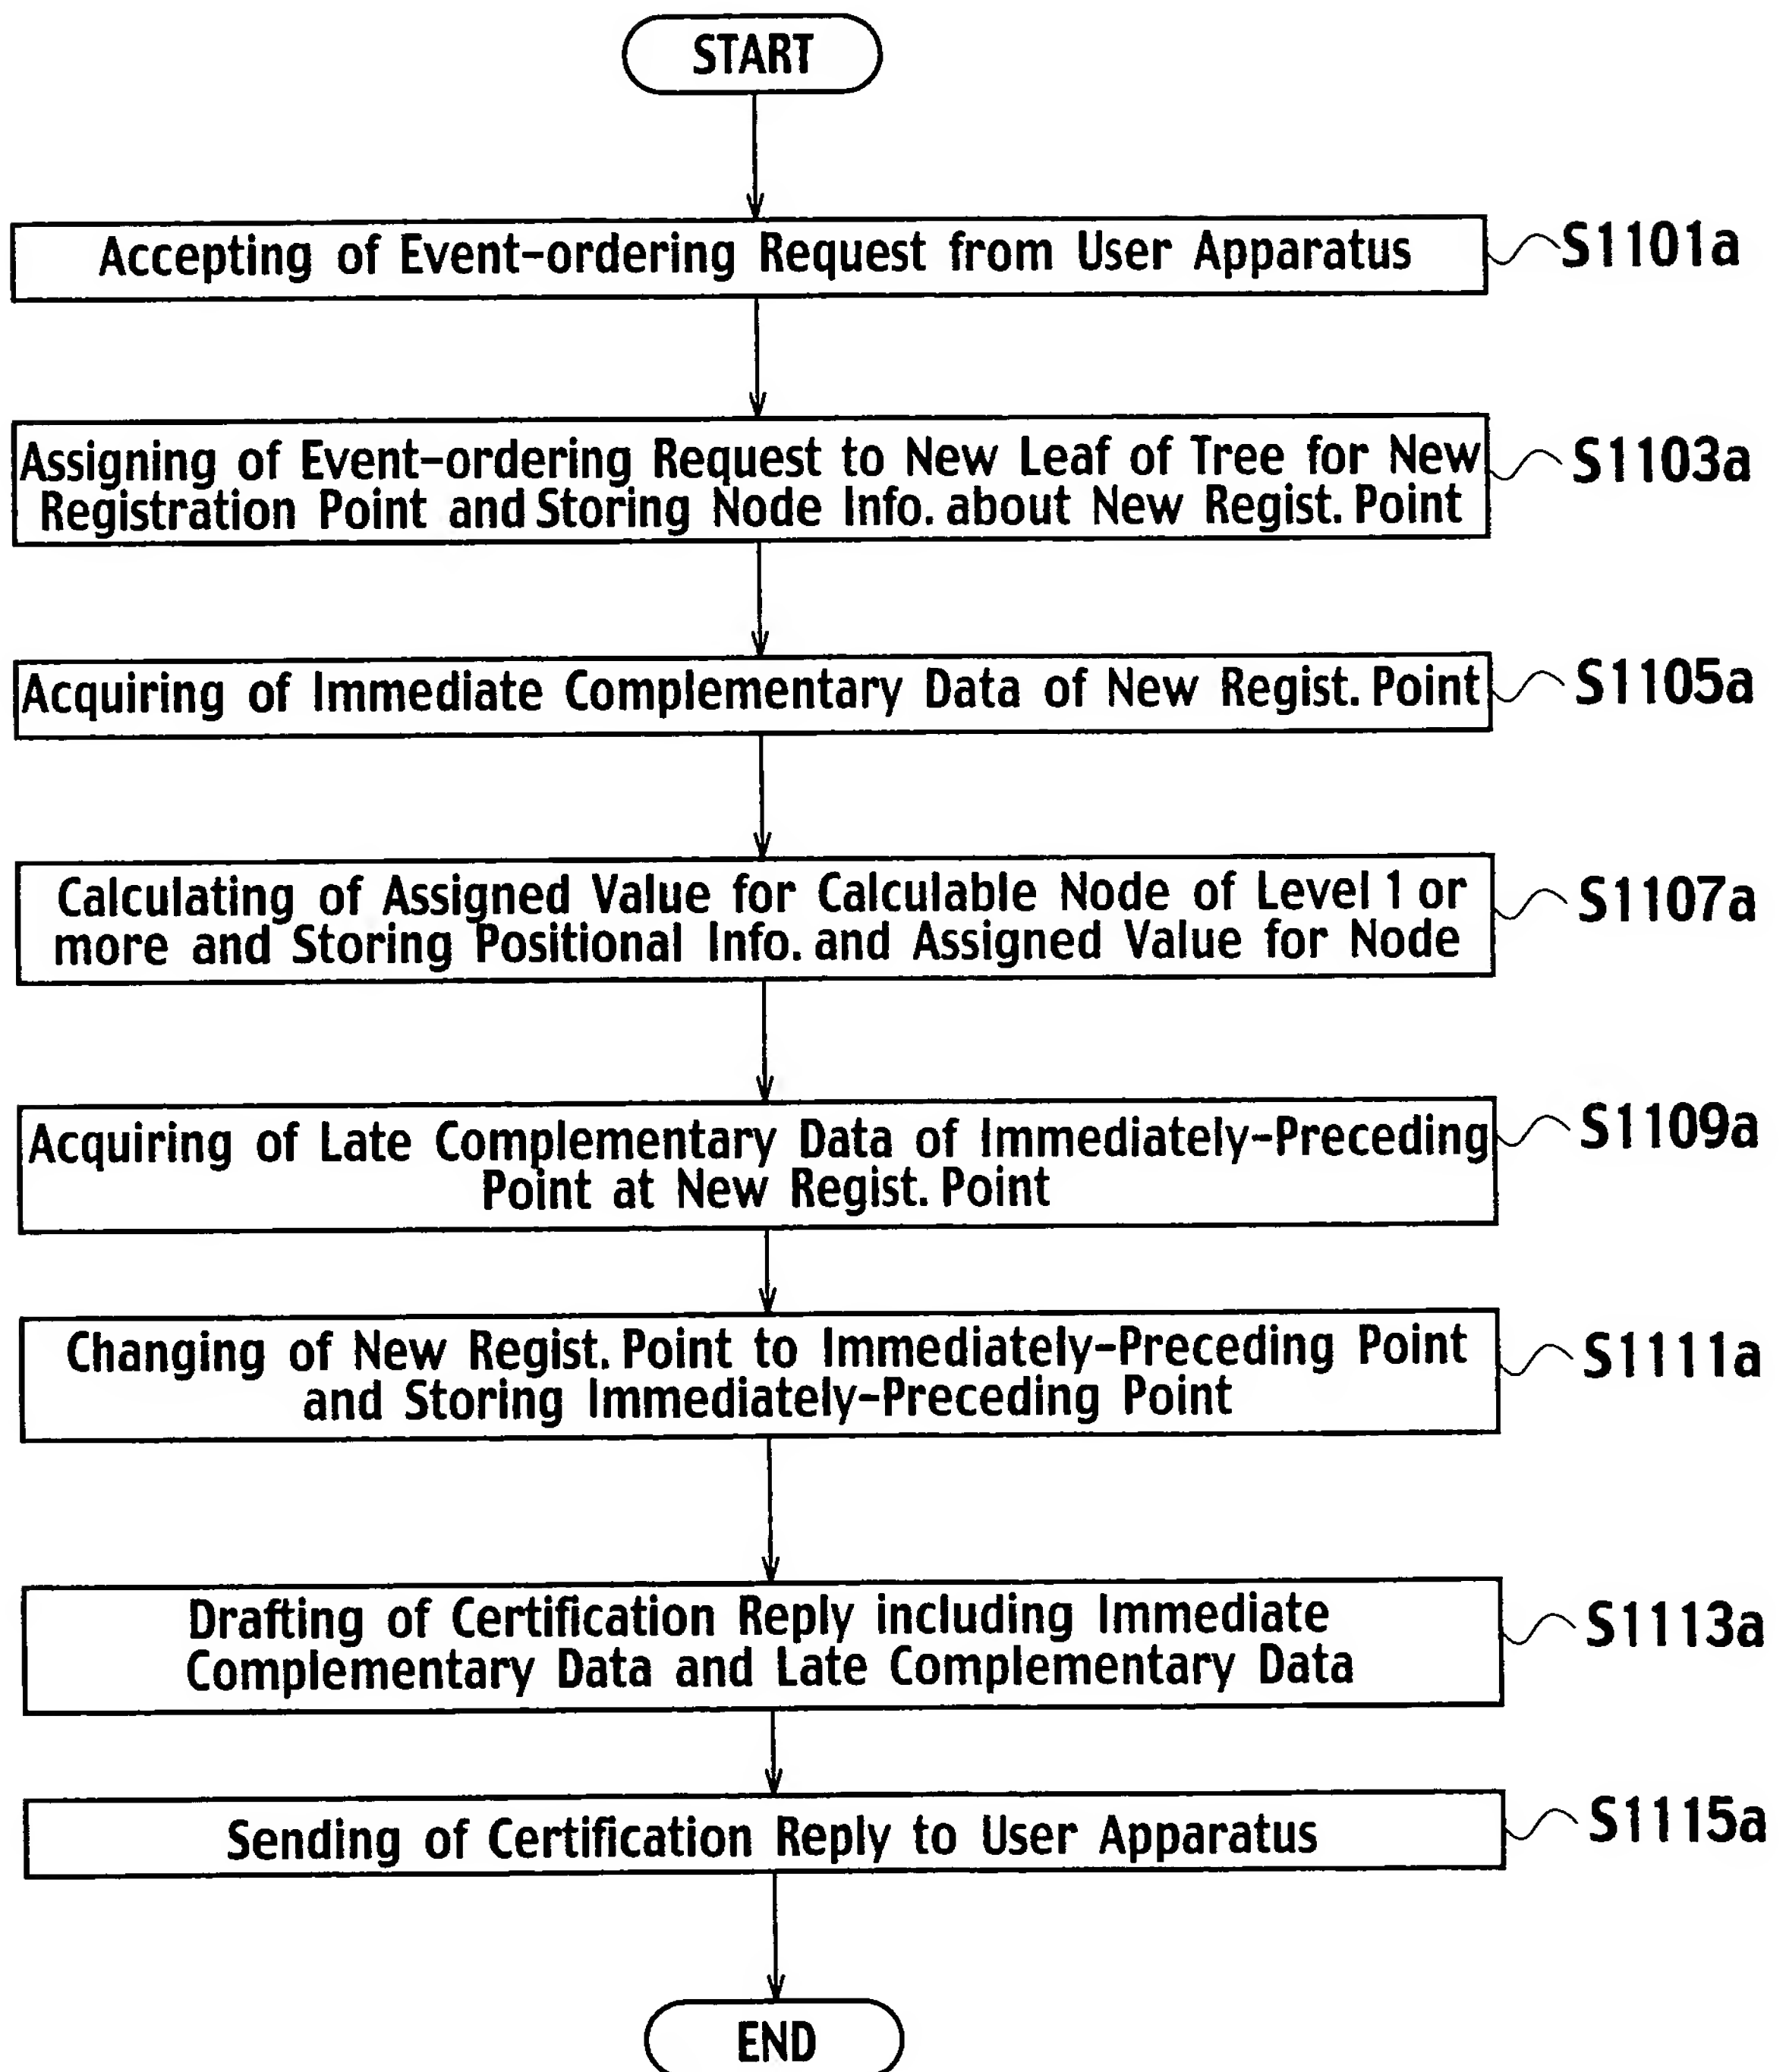 START
Accepting of Event-ordering Request from User Apparatus
S1101a
Assigning of Event-ordering Request to New Leaf of Tree for New
Registration Point and Storing Node Info. about New Regist. Point
S1103a
Acquiring of Immediate Complementary Data of New Regist. Point
S1105a
Calculating of Assigned Value for Calculable Node of Level 1 or
more and Storing Positional Info. and Assigned Value for Node
S1107a
Acquiring of Late Complementary Data of Immediately-Preceding
Point at New Regist. Point
S1109a
Changing of New Regist. Point to Immediately-Preceding Point
and Storing Immediately-Preceding Point
S1111a
Drafting of Certification Reply including Immediate
Complementary Data and Late Complementary Data
S1113a
Sending of Certification Reply to User Apparatus
S1115a
END